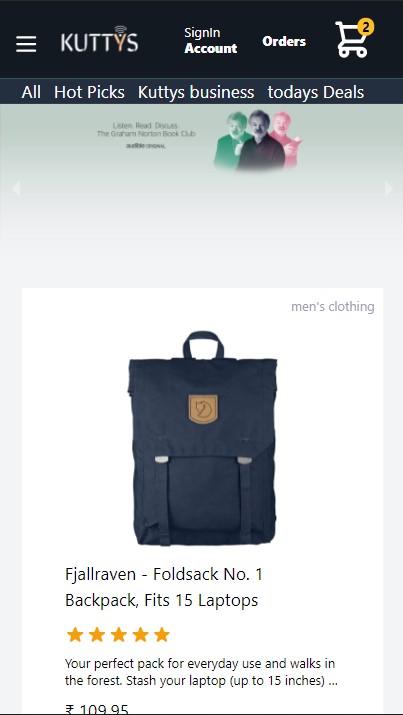 KUTTYS
SignIn
Account
Orders
2
All Hot Picks Kuttys business todays Deals
Listen. Read. Discuss.
The Graham Norton Book Club
audible ORIGINAL
men's clothing
Fjallraven - Foldsack No. 1
Backpack, Fits 15 Laptops
Your perfect pack for everyday use and walks in
the forest. Stash your laptop (up to 15 inches) ...
₹ 109.95